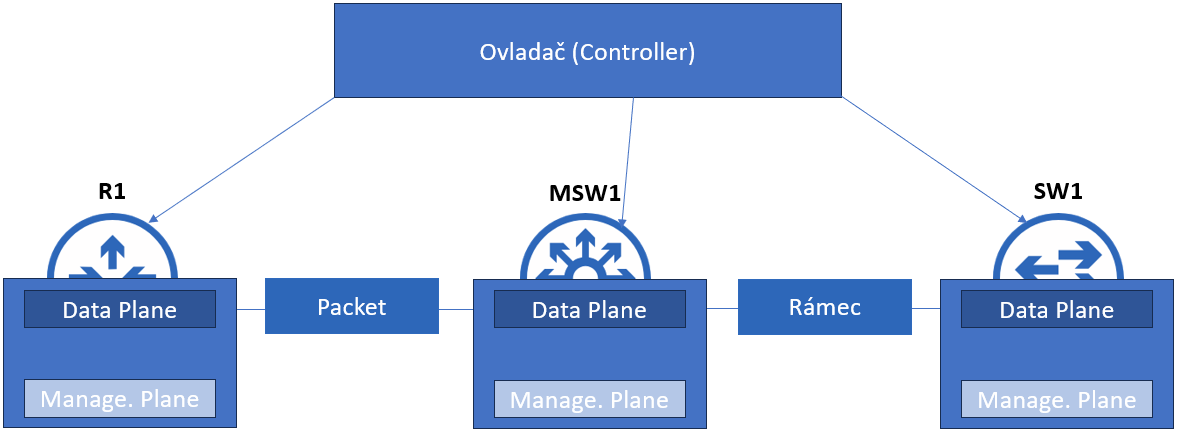 Ovladač (Controller)
R1
MSW1
SW1
Data Plane
Packet
Data Plane
Rámec
Data Plane
Manage. Plane
Manage. Plane
Manage. Plane